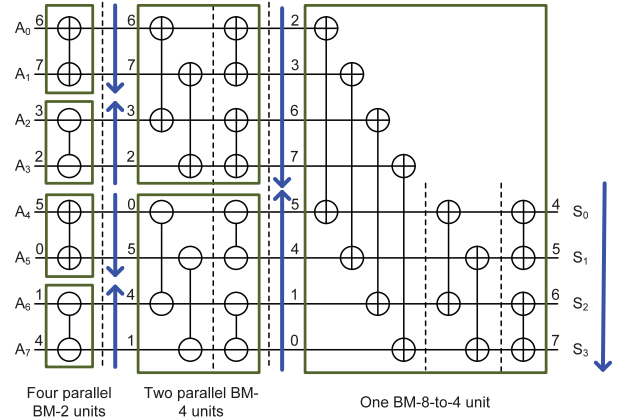 A0 6 6 2
A1 7 7 3
A2 3 3 6
A3 2 2 7
A4 5 0 5 4 S0
A5 0 5 4 5 S1
A6 1 4 1 6 S2
A7 4 1 0 7 S3
Four parallel
BM-2 units
Two parallel BM-
4 units
One BM-8-to-4 unit